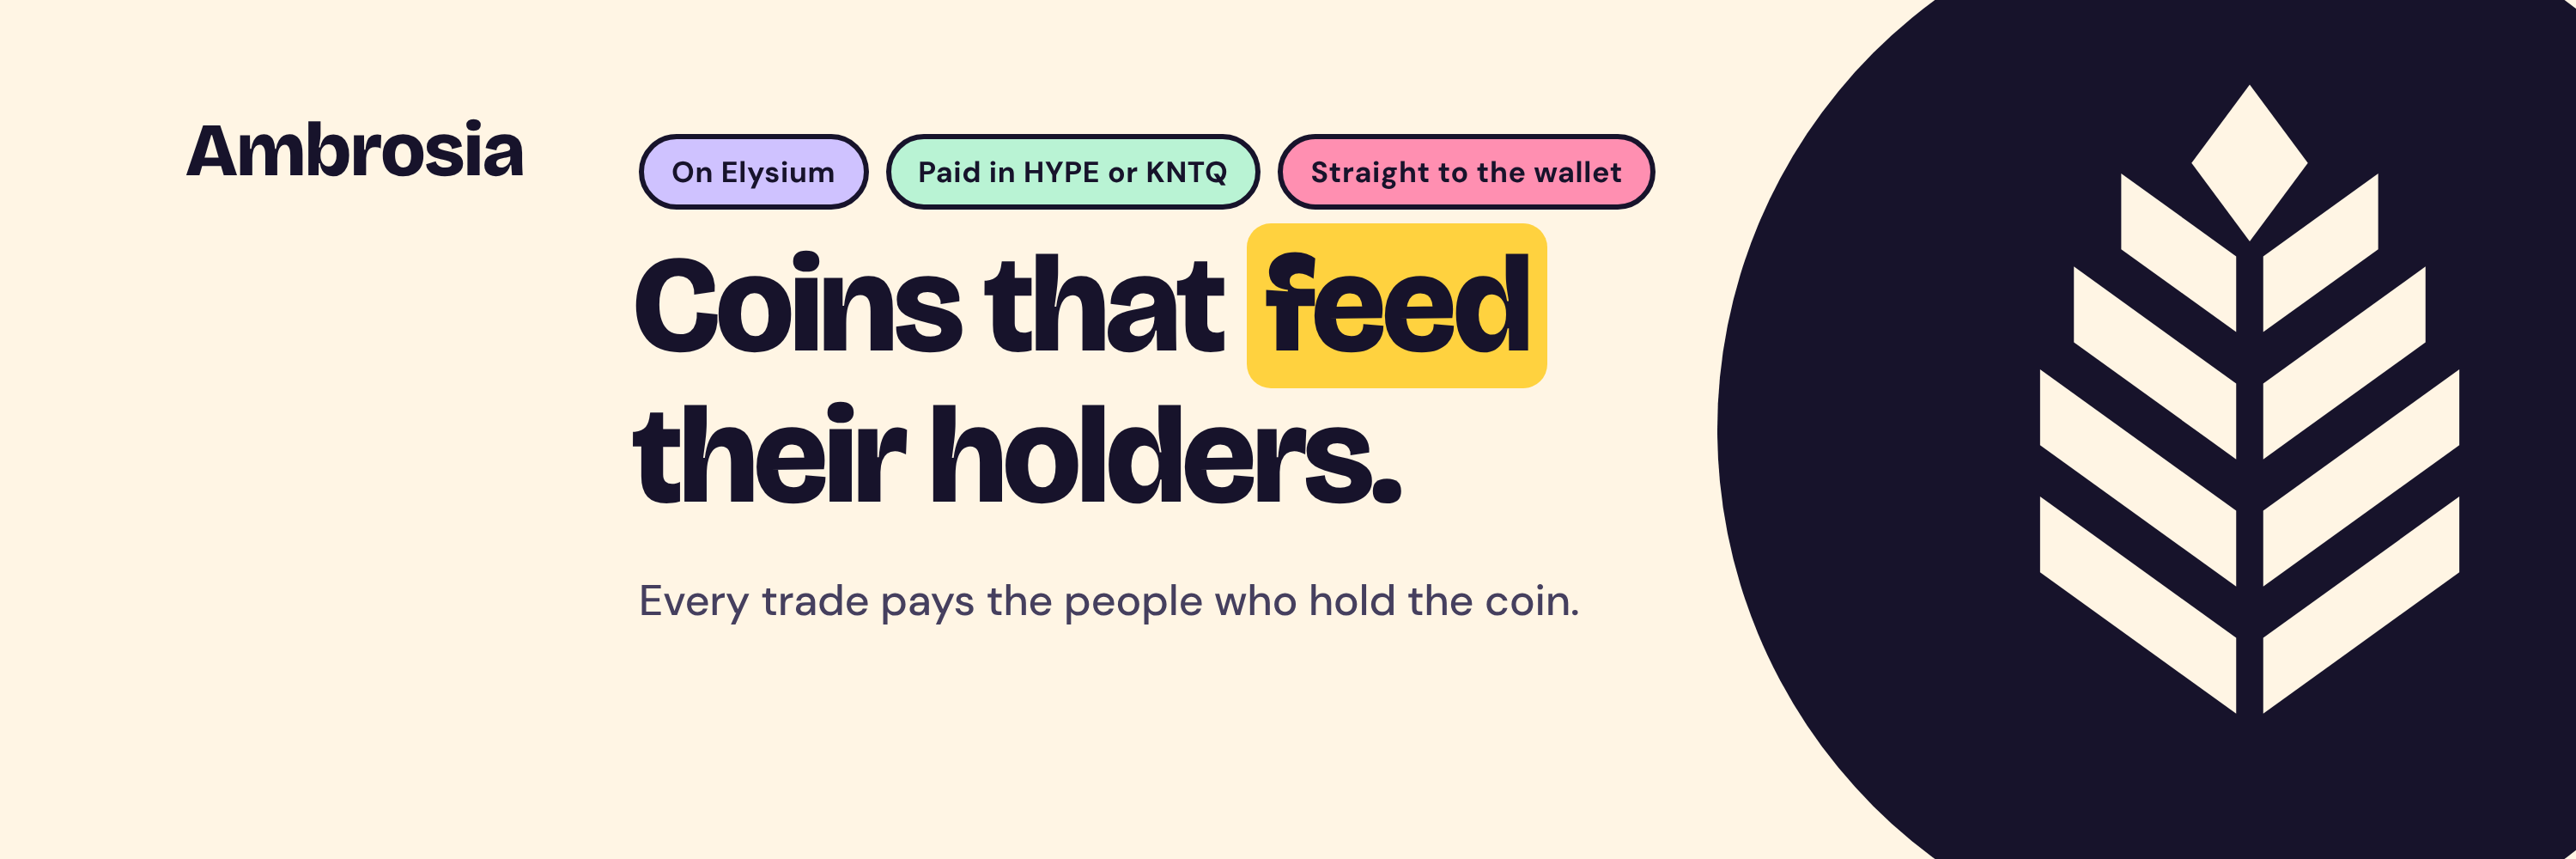 Ambrosia
On Elysium
Paid in HYPE or KNTQ
Straight to the wallet
Coins that feed
their holders.
Every trade pays the people who hold the coin.